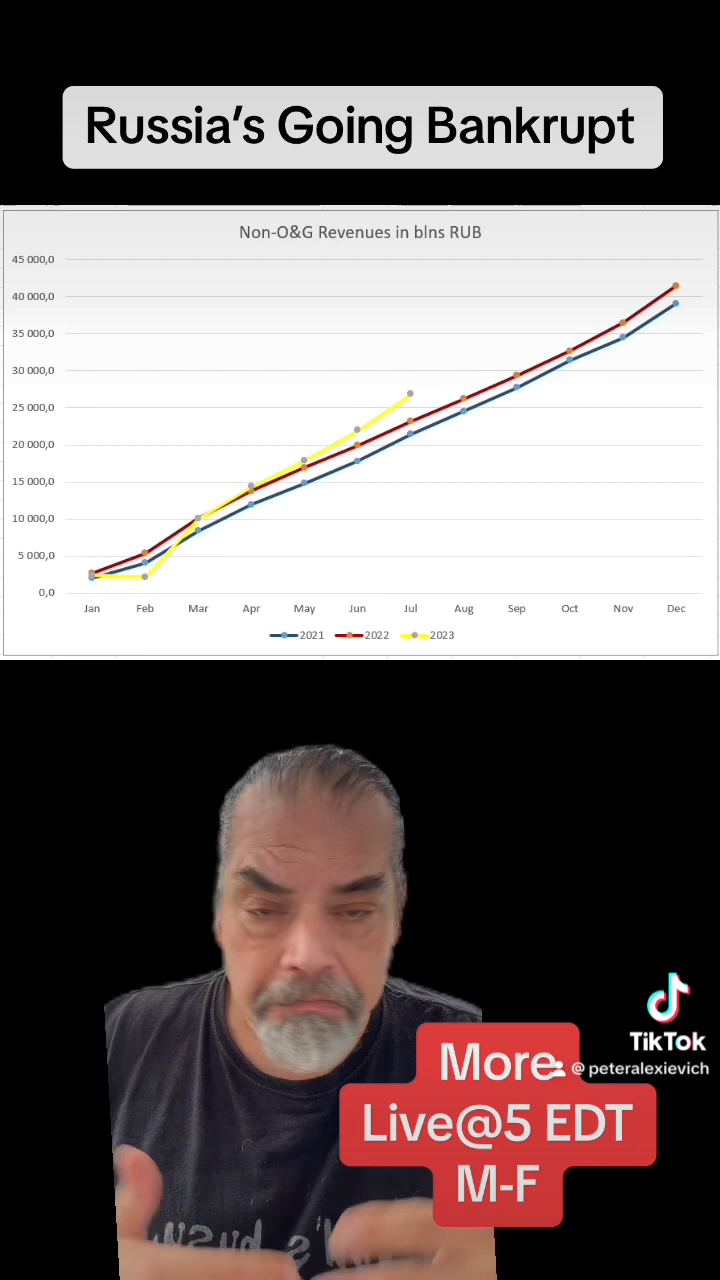 Russia's Going Bankrupt
Non-O&G Revenues in blns RUB
45 000,0
40 000,0
35 000,0
30 000,0
25 000,0
20 000,0
15 000,0
10 000,0
5 000,0
0,0
Jan Feb Mar Apr May Jun Jul Aug Sep Oct Nov Dec
2021 2022 2023
TikTok
@ peteralexievich
More
Live@5 EDT
M-F